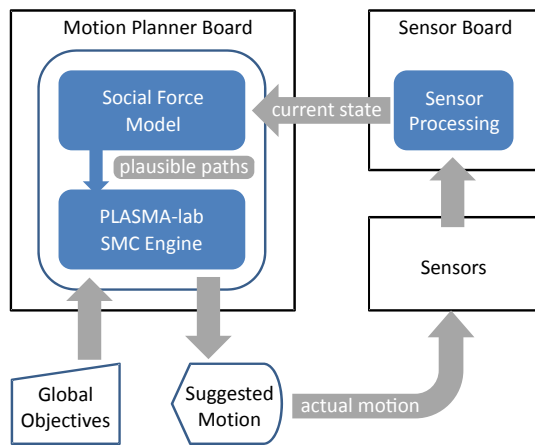 Motion Planner Board
Social Force
Model
plausible paths
PLASMA-lab
SMC Engine
current state
Sensor Board
Sensor
Processing
Sensors
Global
Objectives
Suggested
Motion
actual motion